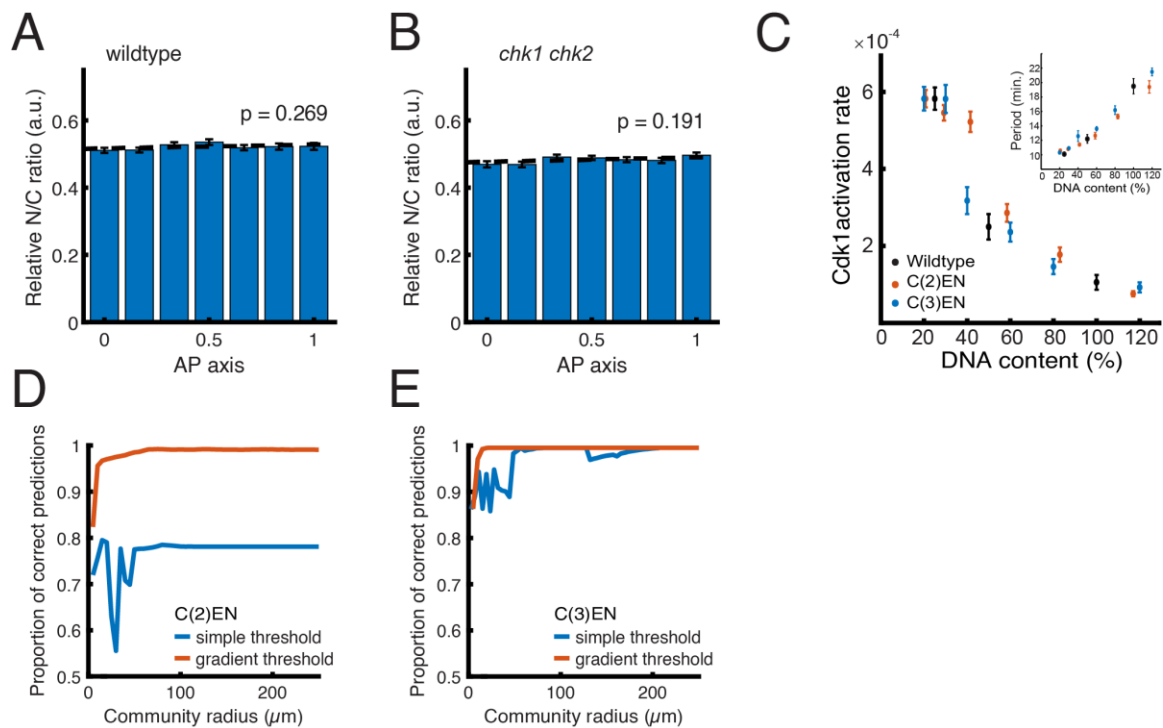 A
wildtype
p = 0.269
Relative N/C ratio (a.u.)
0.6
0.4
0.2
0
0
0.5
1
AP axis
B
chk1 chk2
p = 0.191
Relative N/C ratio (a.u.)
0.6
0.4
0.2
0
0
0.5
1
AP axis
C
×10⁻⁴
Cdk1activation rate
6
4
2
0
20
40
60
80
100
120
DNA content (%)
Wildtype
C(2)EN
C(3)EN
Period (min.)
22
20
18
16
14
12
10
0
20
40
60
80
100
120
DNA content (%)
D
Proportion of correct predictions
1
0.9
0.8
0.7
0.6
0.5
0
100
200
Community radius (µm)
C(2)EN
simple threshold
gradient threshold
E
Proportion of correct predictions
1
0.9
0.8
0.7
0.6
0.5
0
100
200
Community radius (µm)
C(3)EN
simple threshold
gradient threshold